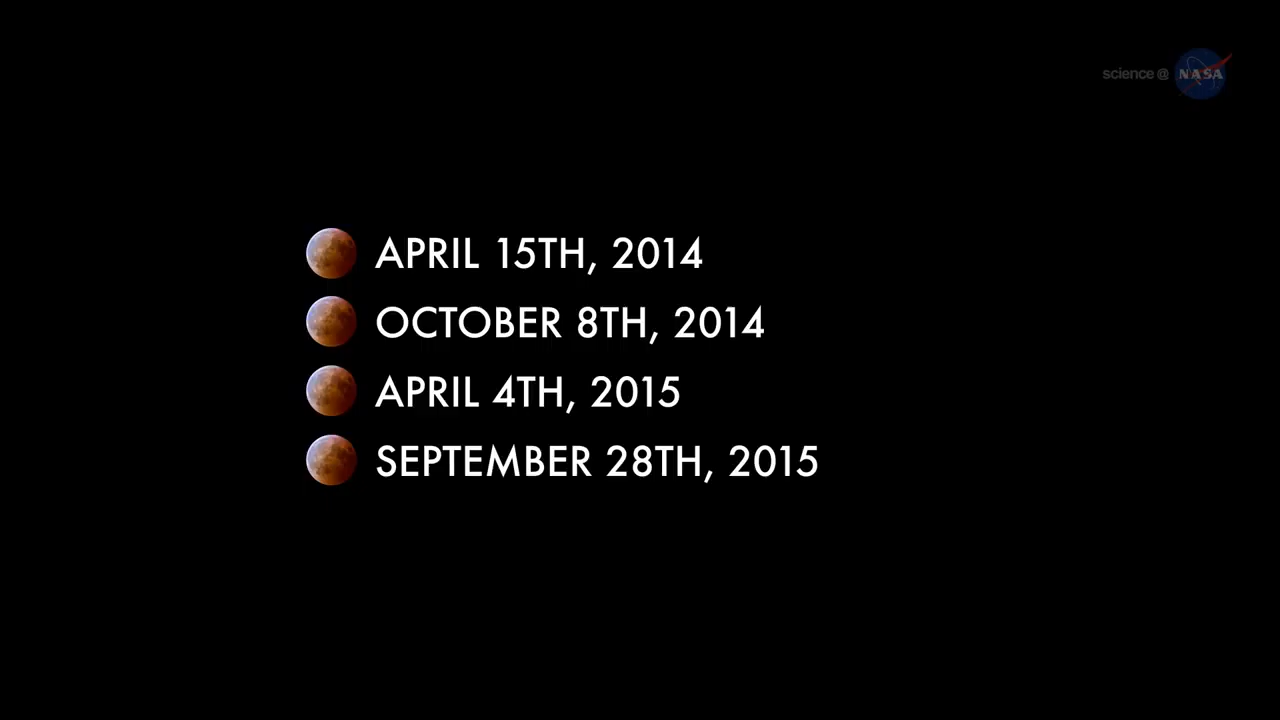 science@ NASA
APRIL 15TH, 2014
OCTOBER 8TH, 2014
APRIL 4TH, 2015
SEPTEMBER 28TH, 2015